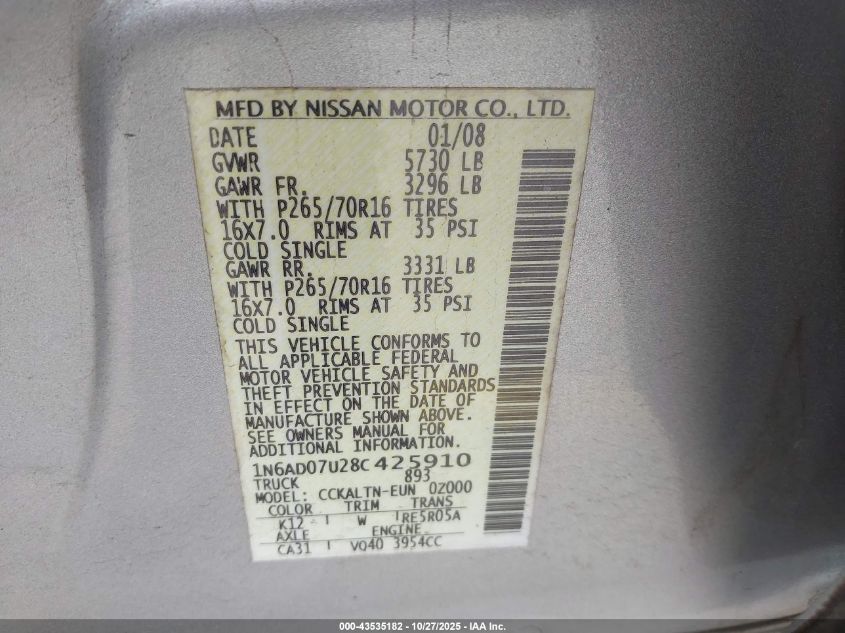 MFD BY NISSAN MOTOR CO., LTD.
DATE 01/08
GVWR 5730 LB
GAWR FR. 3296 LB
WITH P265/70R16 TIRES
16X7.0 RIMS AT 35 PSI
COLD SINGLE
GAWR RR. 3331 LB
WITH P265/70R16 TIRES
16X7.0 RIMS AT 35 PSI
COLD SINGLE
THIS VEHICLE CONFORMS TO
ALL APPLICABLE FEDERAL
MOTOR VEHICLE SAFETY AND
THEFT PREVENTION STANDARDS
IN EFFECT ON THE DATE OF
MANUFACTURE SHOWN ABOVE.
SEE OWNERS MANUAL FOR
ADDITIONAL INFORMATION.
1N6AD07U28C425910
TRUCK 893
MODEL: CCKALTN-EUN 0Z000
COLOR TRIM TRANS
K12 W RE5R05A
AXLE ENGINE
CA31 VQ40 3954CC
000-43535182 - 10/27/2025 - IAA Inc.